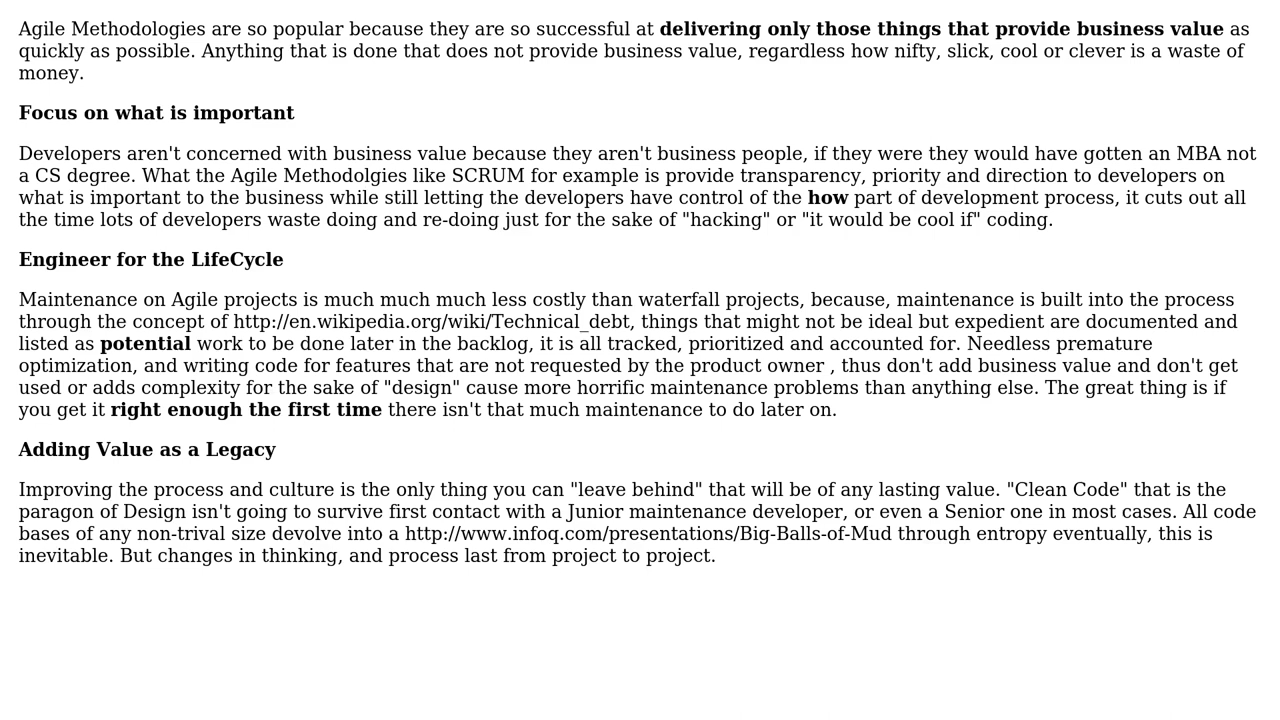 Agile Methodologies are so popular because they are so successful at delivering only those things that provide business value as
quickly as possible. Anything that is done that does not provide business value, regardless how nifty, slick, cool or clever is a waste of
money.
Focus on what is important
Developers aren't concerned with business value because they aren't business people, if they were they would have gotten an MBA not
a CS degree. What the Agile Methodolgies like SCRUM for example is provide transparency, priority and direction to developers on
what is important to the business while still letting the developers have control of the how part of development process, it cuts out all
the time lots of developers waste doing and re-doing just for the sake of "hacking" or "it would be cool if" coding.
Engineer for the LifeCycle
Maintenance on Agile projects is much much much less costly than waterfall projects, because, maintenance is built into the process
through the concept of http://en.wikipedia.org/wiki/Technical_debt, things that might not be ideal but expedient are documented and
listed as potential work to be done later in the backlog, it is all tracked, prioritized and accounted for. Needless premature
optimization, and writing code for features that are not requested by the product owner , thus don't add business value and don't get
used or adds complexity for the sake of "design" cause more horrific maintenance problems than anything else. The great thing is if
you get it right enough the first time there isn't that much maintenance to do later on.
Adding Value as a Legacy
Improving the process and culture is the only thing you can "leave behind" that will be of any lasting value. "Clean Code" that is the
paragon of Design isn't going to survive first contact with a Junior maintenance developer, or even a Senior one in most cases. All code
bases of any non-trival size devolve into a http://www.infoq.com/presentations/Big-Balls-of-Mud through entropy eventually, this is
inevitable. But changes in thinking, and process last from project to project.